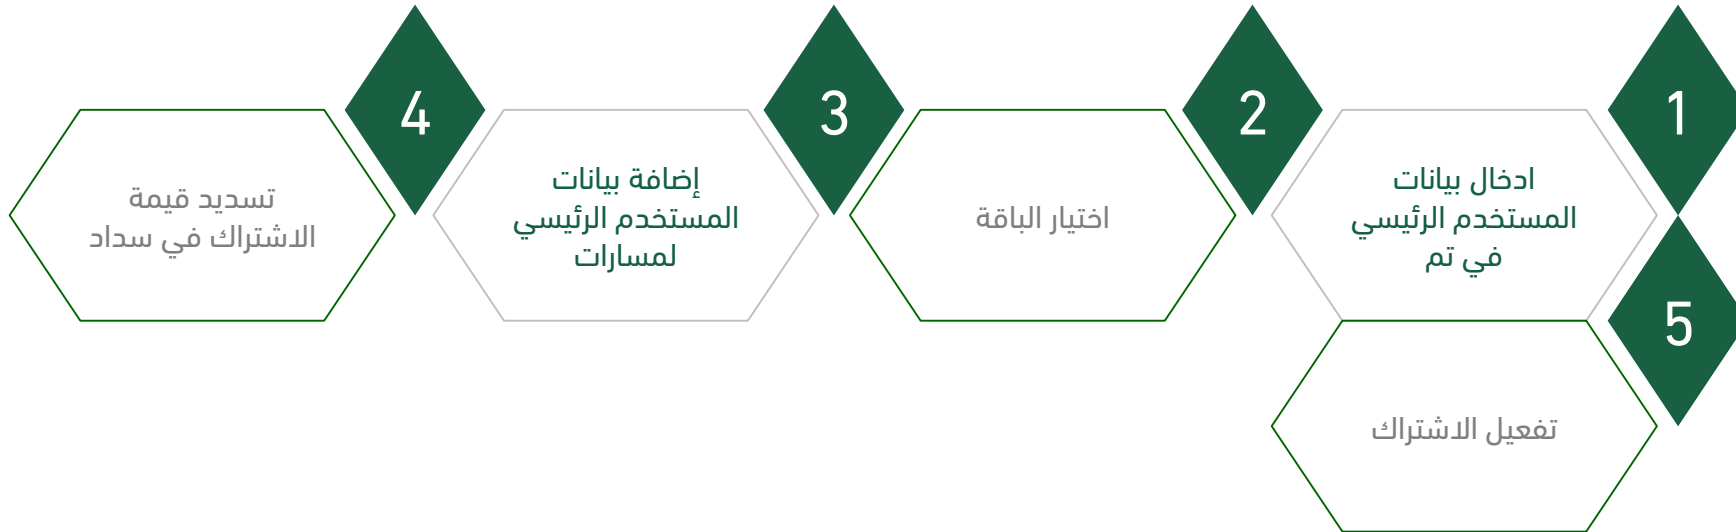 1
ادخال بيانات
المستخدم الرئيسي
في تم
2
اختيار الباقة
3
إضافة بيانات
المستخدم الرئيسي
لمسارات
4
تسديد قيمة
الاشتراك في سداد
5
تفعيل الاشتراك